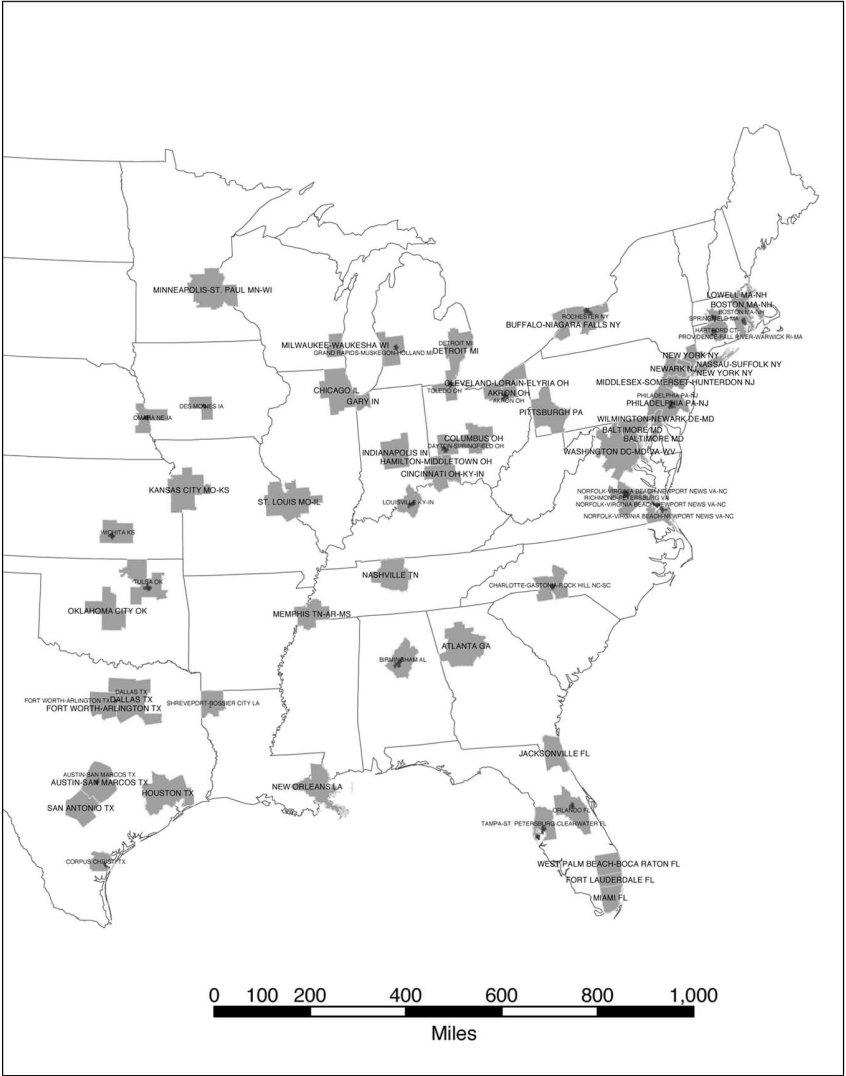 MINNEAPOLIS-ST. PAUL MN-WI
LOWELL MA-NH
BOSTON MA-NH
BOSTON MA-NH
SPRINGFIELD MA
ROCHESTER NY
BUFFALO-NIAGARA FALLS NY
HARTFORD CT
PROVIDENCE-FALL RIVER-WARWICK RI-MA
MILWAUKEE-WAUKESHA WI
GRAND RAPIDS-MUSKEGON-HOLLAND MI
DETROIT MI
DETROIT MI
NEW YORK NY
NASSAU-SUFFOLK NY
NEWARK NJ
NEW YORK NY
MIDDLESEX-SOMERSET-HUNTERDON NJ
CHICAGO IL
GARY IN
TOLEDO OH
CLEVELAND-LORAIN-ELYRIA OH
AKRON OH
AKRON OH
PHILADELPHIA PA-NJ
PHILADELPHIA PA-NJ
DES MOINES IA
OMAHA NE-IA
PITTSBURGH PA
WILMINGTON-NEWARK DE-MD
BALTIMORE MD
BALTIMORE MD
COLUMBUS OH
DAYTON-SPRINGFIELD OH
INDIANAPOLIS IN
WASHINGTON DC-MD-VA-WV
HAMILTON-MIDDLETOWN OH
CINCINNATI OH-KY-IN
KANSAS CITY MO-KS
ST. LOUIS MO-IL
LOUISVILLE KY-IN
NORFOLK-VIRGINIA BEACH-NEWPORT NEWS VA-NC
RICHMOND-PETERSBURG VA
NORFOLK-VIRGINIA BEACH-NEWPORT NEWS VA-NC
NORFOLK-VIRGINIA BEACH-NEWPORT NEWS VA-NC
WICHITA KS
TULSA OK
NASHVILLE TN
CHARLOTTE-GASTONIA-ROCK HILL NC-SC
OKLAHOMA CITY OK
MEMPHIS TN-AR-MS
BIRMINGHAM AL
ATLANTA GA
DALLAS TX
FORT WORTH-ARLINGTON TX
DALLAS TX
FORT WORTH-ARLINGTON TX
SHREVEPORT-BOSSIER CITY LA
JACKSONVILLE FL
AUSTIN-SAN MARCOS TX
AUSTIN-SAN MARCOS TX
HOUSTON TX
NEW ORLEANS LA
SAN ANTONIO TX
ORLANDO FL
TAMPA-ST. PETERSBURG-CLEARWATER FL
CORPUS CHRISTI TX
WEST PALM BEACH-BOCA RATON FL
FORT LAUDERDALE FL
MIAMI FL
0 100 200 400 600 800 1,000
Miles